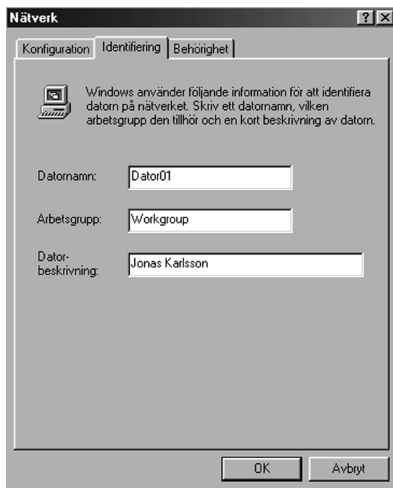 Nätverk
Konfiguration Identifiering Behörighet
Windows använder följande information för att identifiera
datorn på nätverket. Skriv ett datornamn, vilken
arbetsgrupp den tillhör och en kort beskrivning av datorn.
Datornamn: Dator01
Arbetsgrupp: Workgroup
Dator-
beskrivning: Jonas Karlsson
OK Avbryt